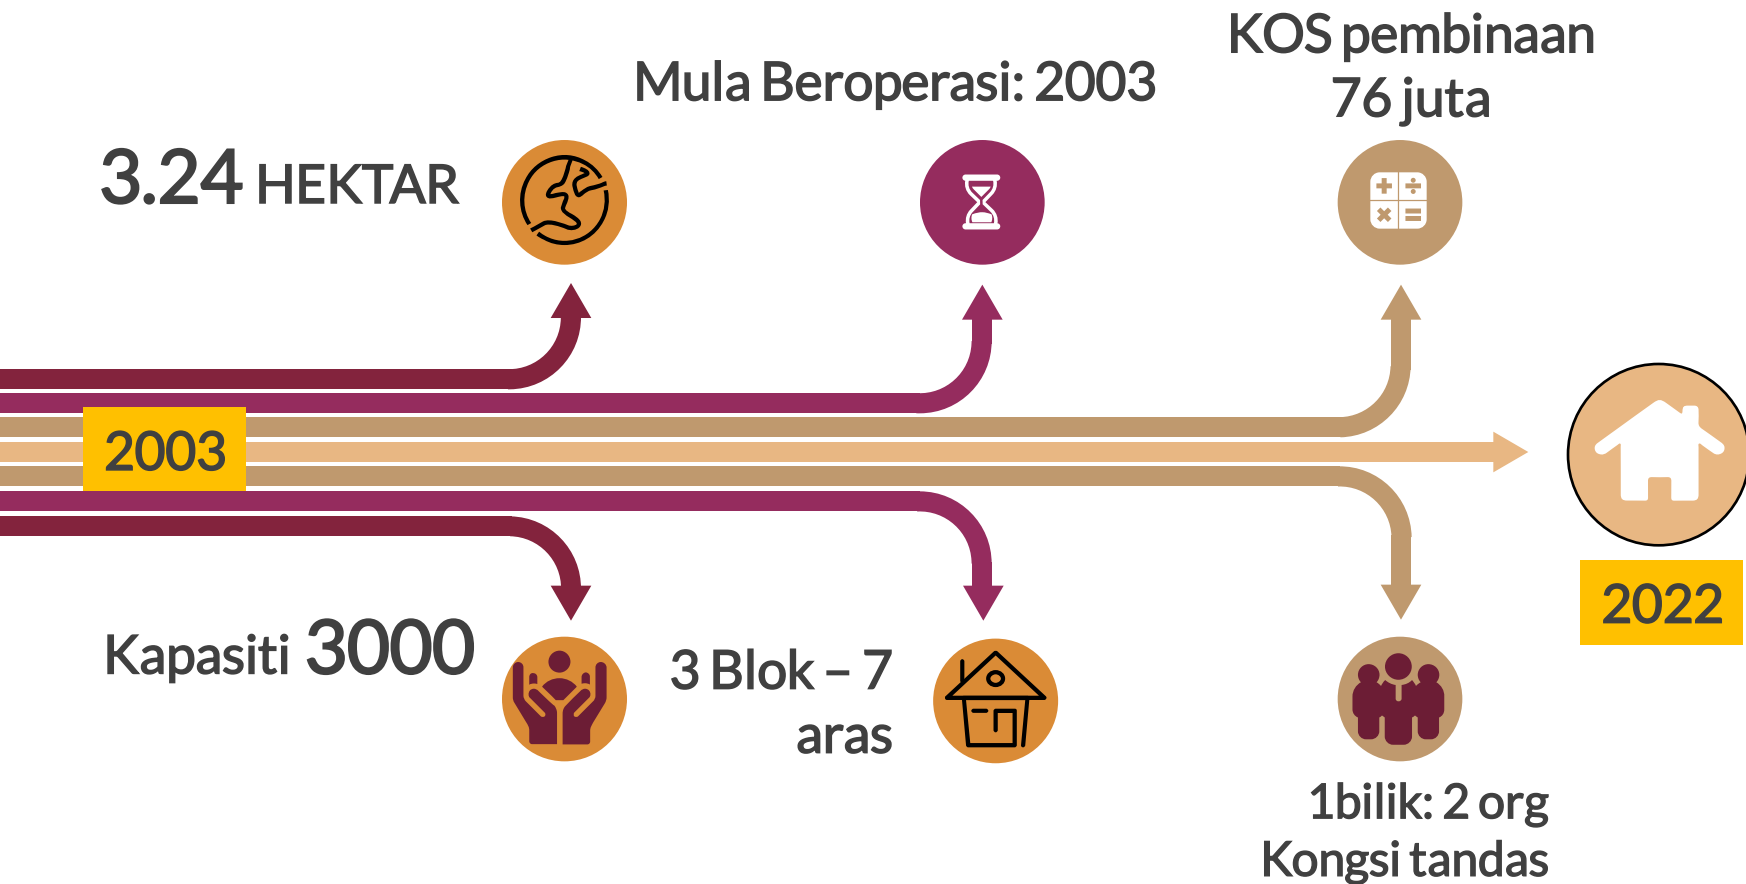 KOS pembinaan
76 juta
Mula Beroperasi: 2003
3.24 HEKTAR
2003
2022
Kapasiti 3000
3 Blok – 7
aras
1bilik: 2 org
Kongsi tandas